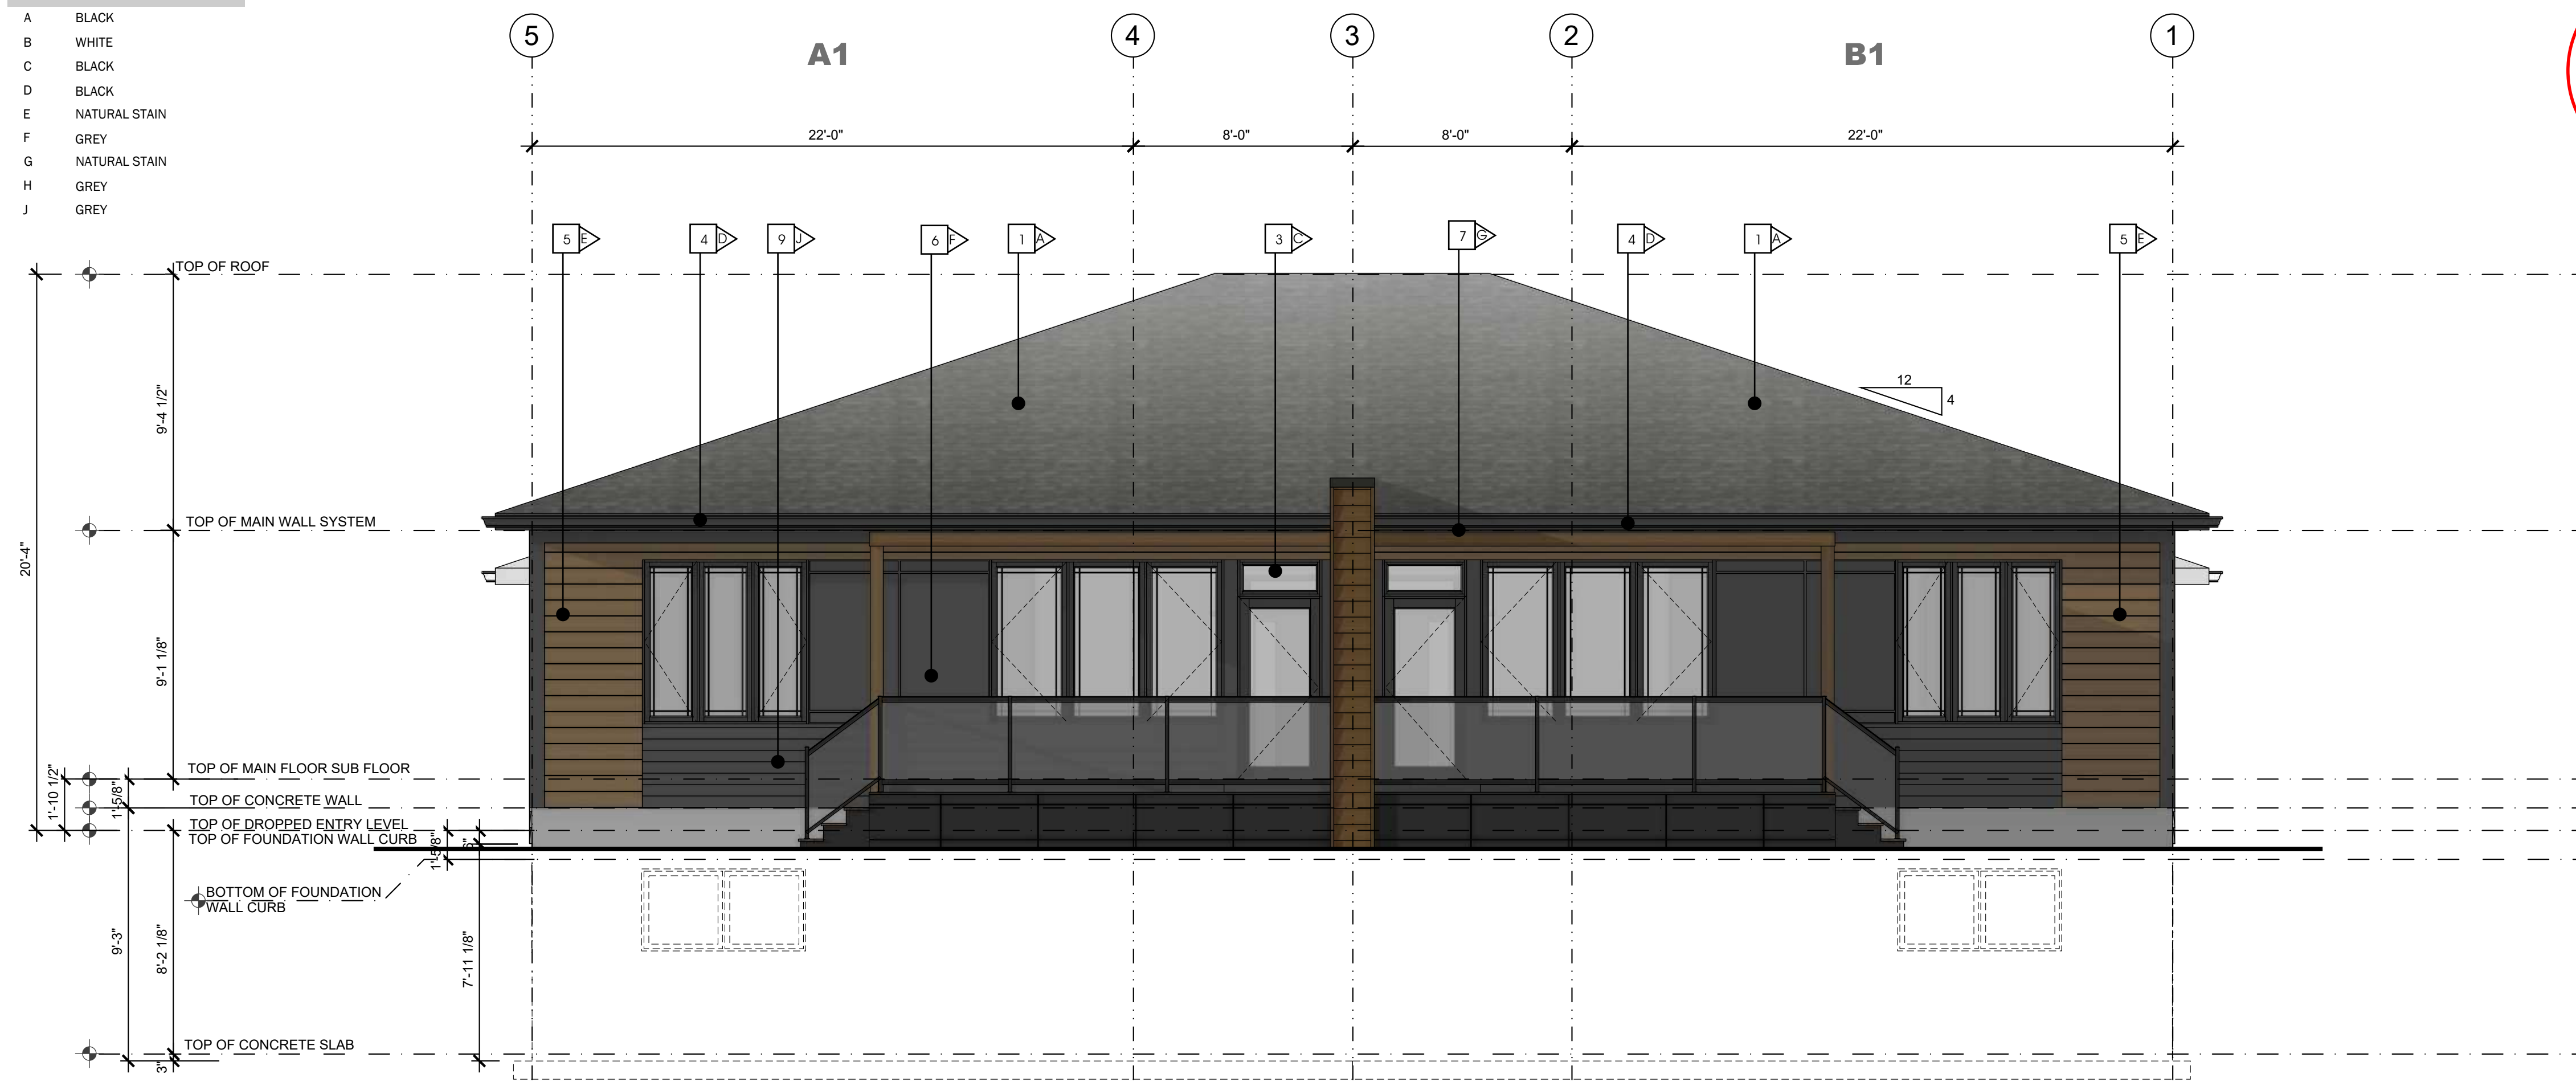 A BLACK
B WHITE
C BLACK
D BLACK
E NATURAL STAIN
F GREY
G NATURAL STAIN
H GREY
J GREY
5 A1 4 3 2 B1 1
22'-0" 8'-0" 8'-0" 22'-0"
5 E 4 D 9 J 6 F 1 A 3 C 7 G 4 D 1 A 5 E
TOP OF ROOF
12
4
9'-4 1/2"
TOP OF MAIN WALL SYSTEM
20'-4"
9'-1 1/8"
TOP OF MAIN FLOOR SUB FLOOR
1'-10 1/2"
1'-5/8"
TOP OF CONCRETE WALL
TOP OF DROPPED ENTRY LEVEL
TOP OF FOUNDATION WALL CURB
1'-5/8"
6"
BOTTOM OF FOUNDATION
WALL CURB
9'-3"
8'-2 1/8"
7'-11 1/8"
TOP OF CONCRETE SLAB
3"